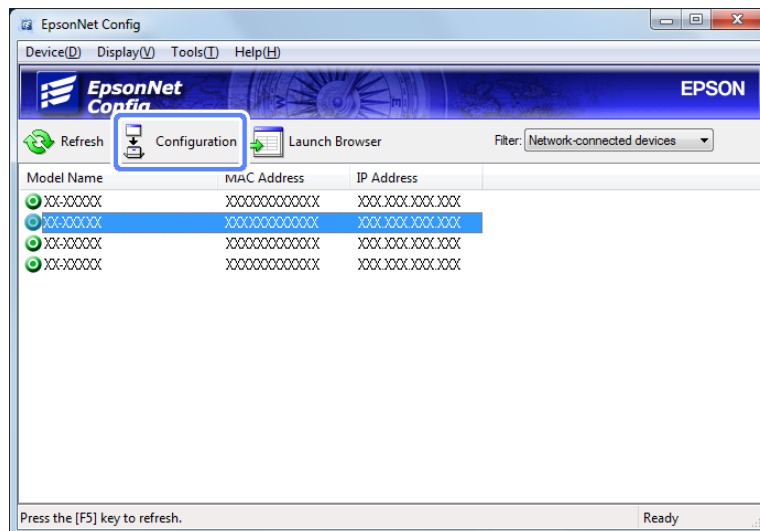 EpsonNet Config
Device(D) Display(V) Tools(T) Help(H)
EpsonNet
Config
EPSON
Refresh Configuration Launch Browser Filter: Network-connected devices
Model Name MAC Address IP Address
XX-XXXXX XXXXXXXXXXXX XXX.XXX.XXX.XXX
XX-XXXXX XXXXXXXXXXXX XXX.XXX.XXX.XXX
XX-XXXXX XXXXXXXXXXXX XXX.XXX.XXX.XXX
XX-XXXXX XXXXXXXXXXXX XXX.XXX.XXX.XXX
Press the [F5] key to refresh. Ready